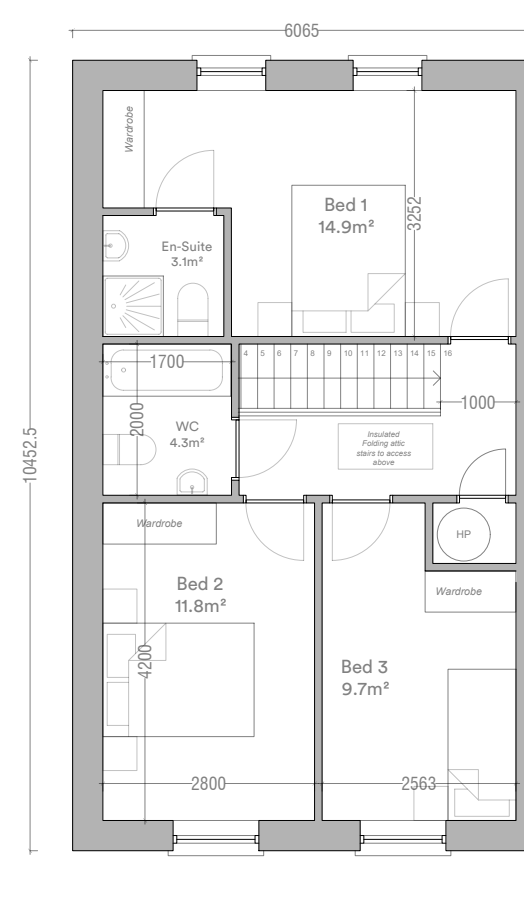 6065
Wardrobe
Bed 1
14.9m²
3252
En-Suite
3.1m²
4 5 6 7 8 9 10 11 12 13 14 15 16
1700
1000
2000
WC
4.3m²
Insulated
Folding attic
stairs to access
above
10452.5
Wardrobe
HP
Bed 2
11.8m²
Wardrobe
4200
Bed 3
9.7m²
2800
2563